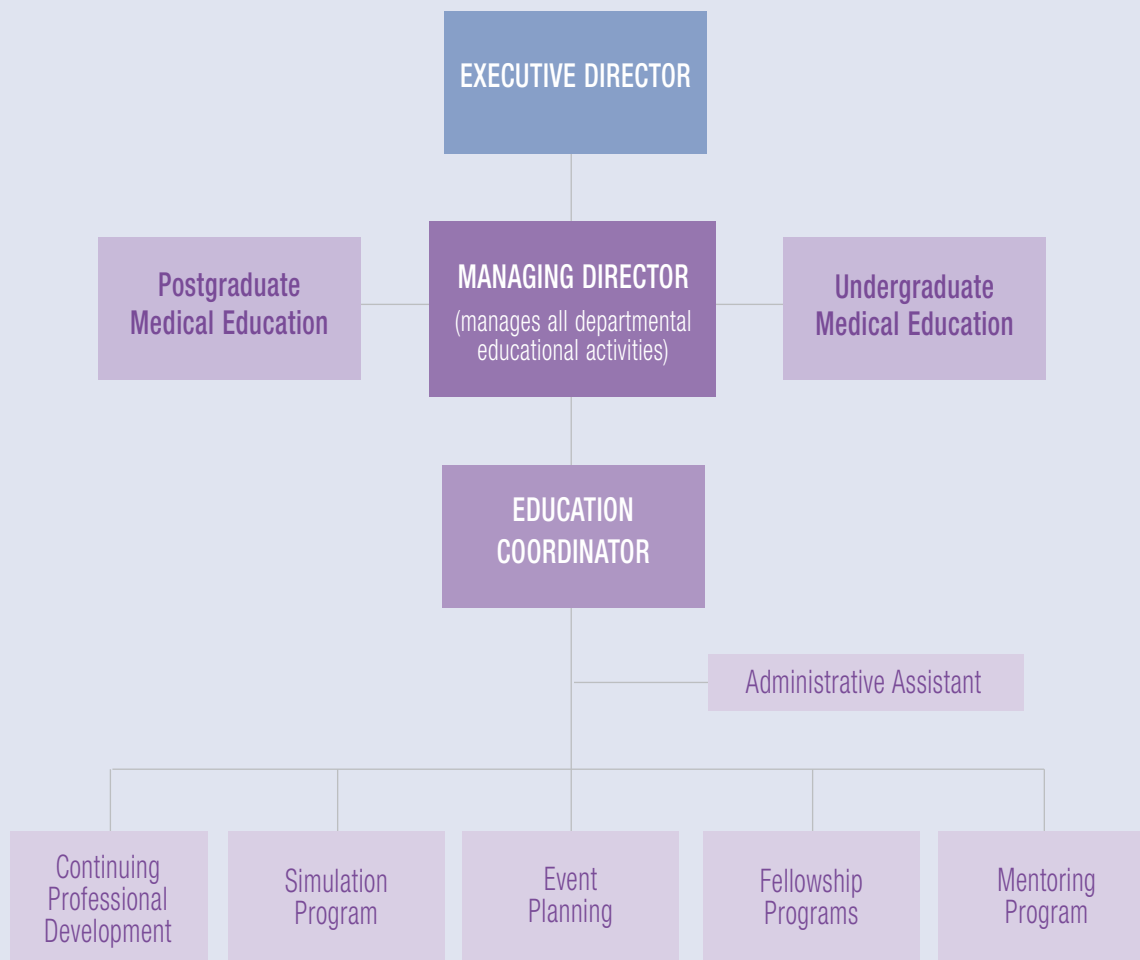 EXECUTIVE DIRECTOR
Postgraduate
Medical Education
MANAGING DIRECTOR
(manages all departmental
educational activities)
Undergraduate
Medical Education
EDUCATION
COORDINATOR
Administrative Assistant
Continuing
Professional
Development
Simulation
Program
Event
Planning
Fellowship
Programs
Mentoring
Program